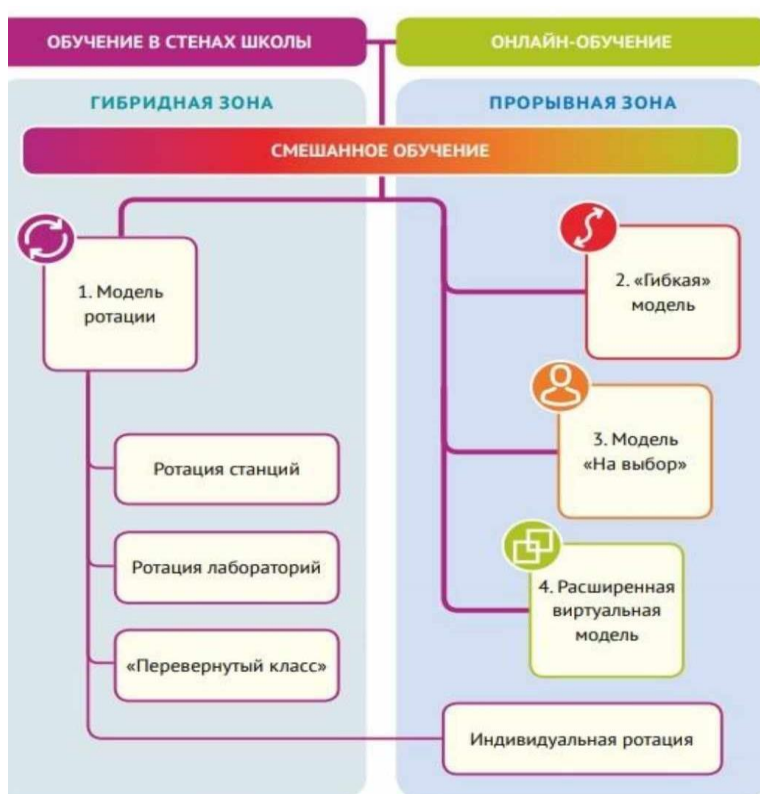 ОБУЧЕНИЕ В СТЕНАХ ШКОЛЫ
ОНЛАЙН-ОБУЧЕНИЕ
ГИБРИДНАЯ ЗОНА
ПРОРЫВНАЯ ЗОНА
СМЕШАННОЕ ОБУЧЕНИЕ
1. Модель
ротации
2. «Гибкая»
модель
3. Модель
«На выбор»
Ротация станций
Ротация лабораторий
4. Расширенная
виртуальная
модель
«Перевернутый класс»
Индивидуальная ротация